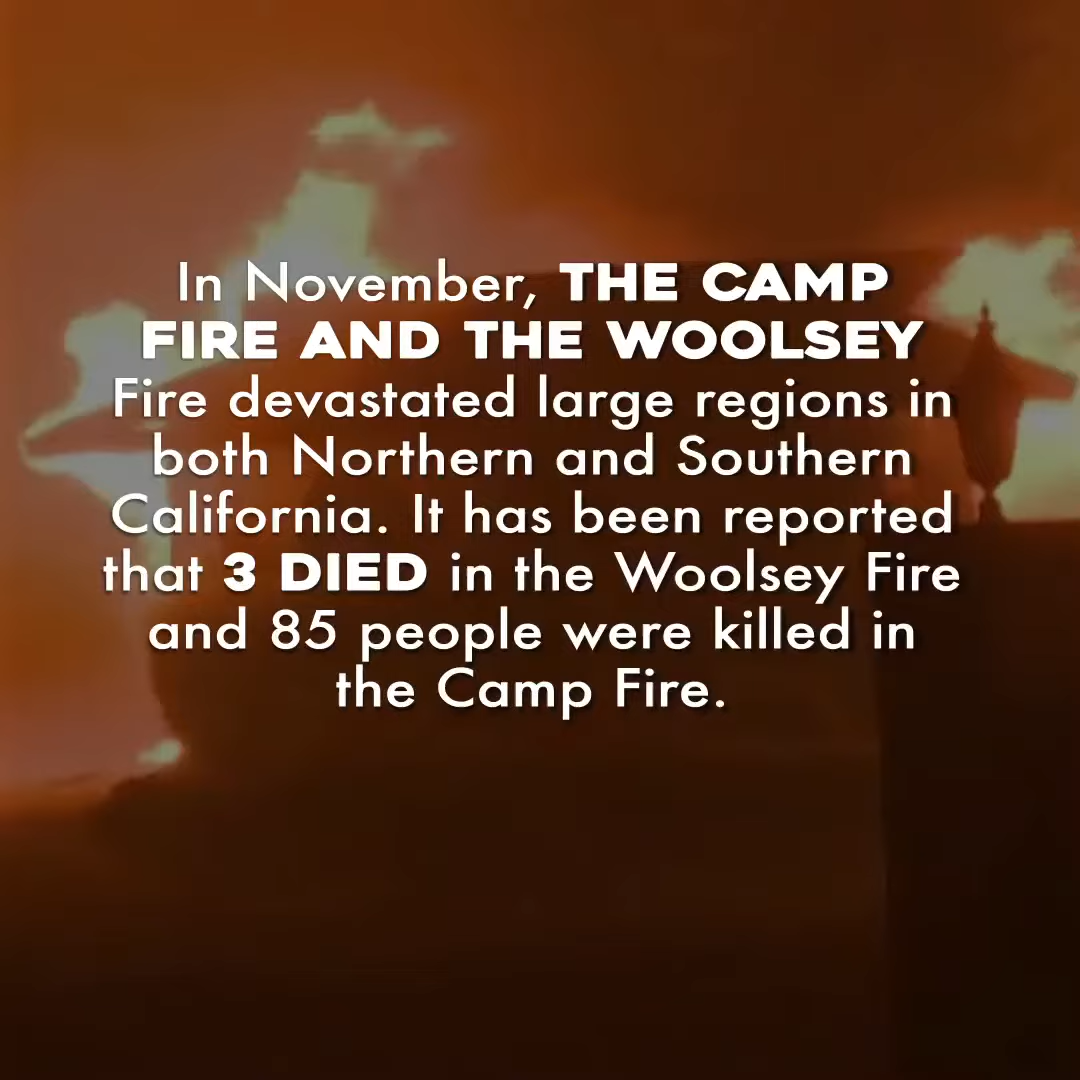 In November, THE CAMP
FIRE AND THE WOOLSEY
Fire devastated large regions in
both Northern and Southern
California. It has been reported
that 3 DIED in the Woolsey Fire
and 85 people were killed in
the Camp Fire.